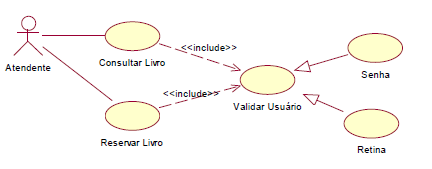 Atendente
Consultar Livro
<<include>>
Validar Usuário
Senha
<<include>>
Reservar Livro
Retina